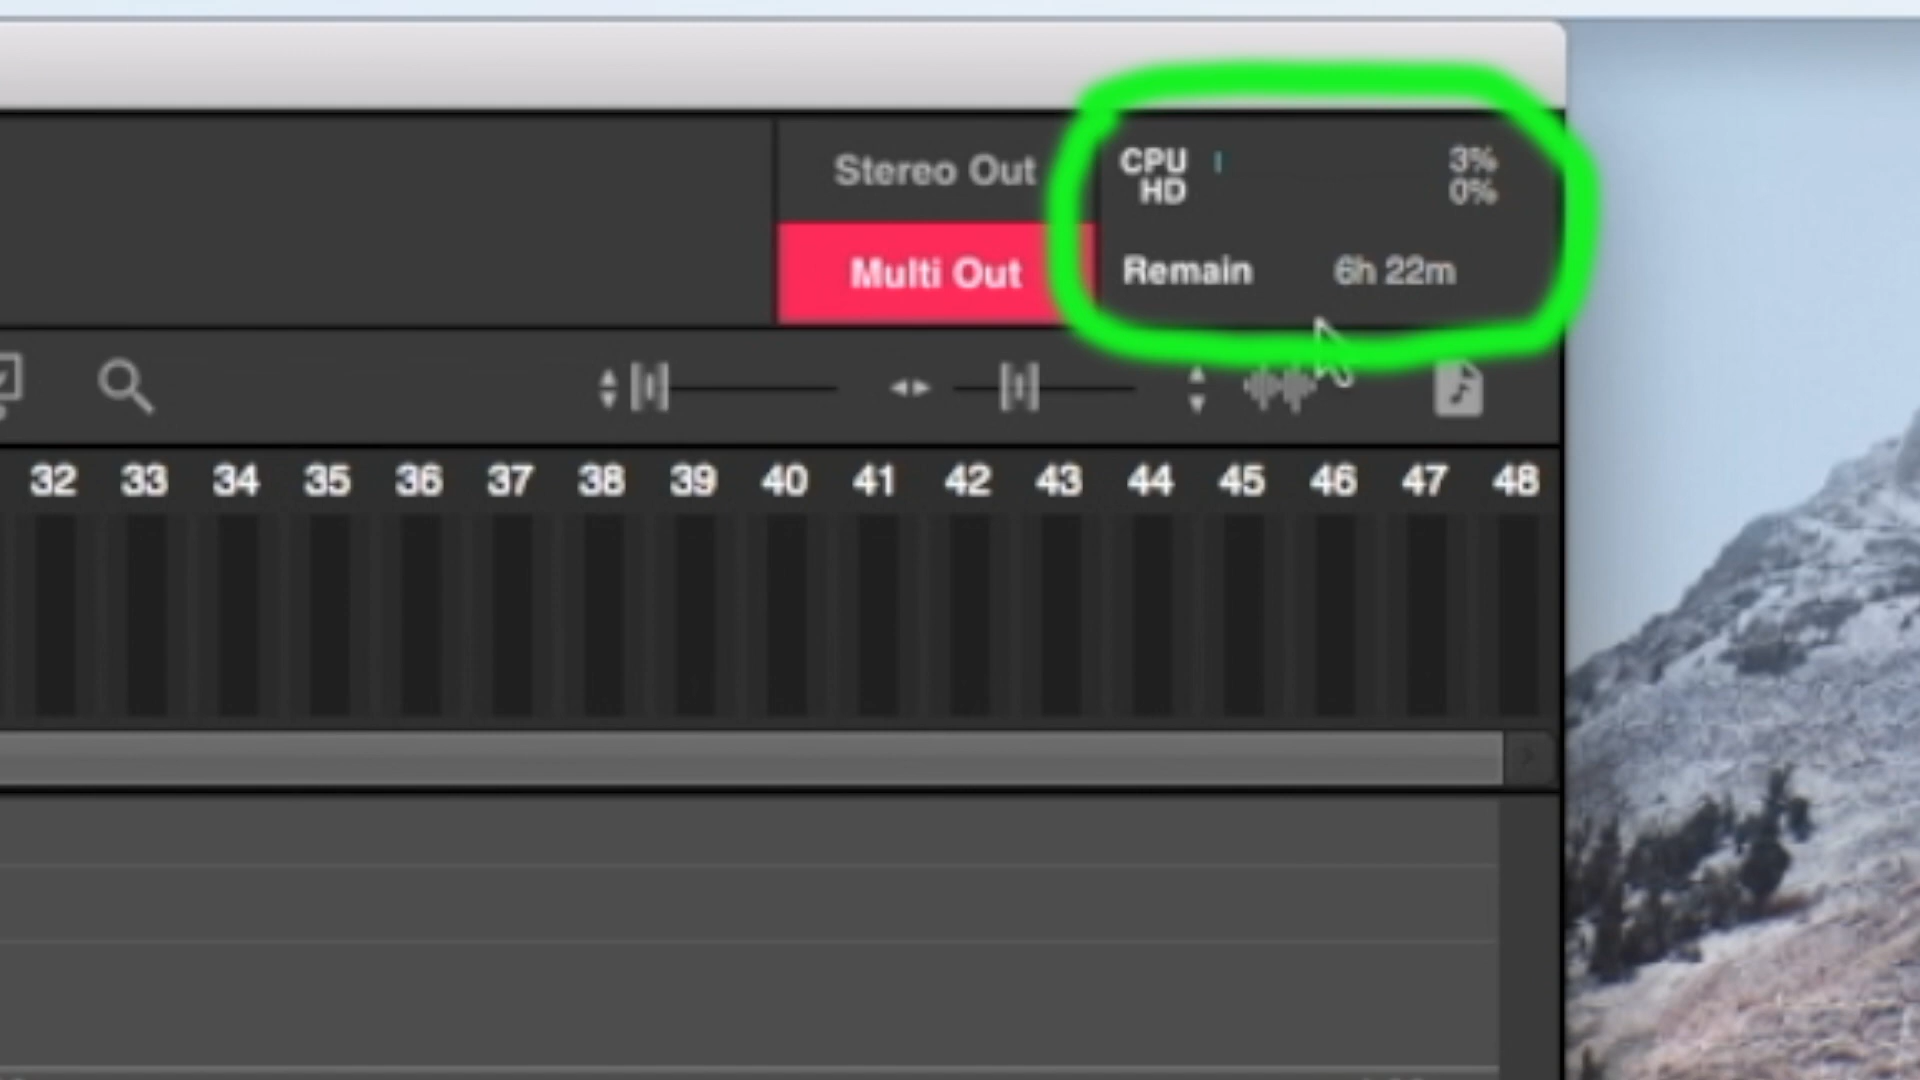 Stereo Out
Multi Out
CPU 3%
HD 0%
Remain 6h 22m
32 33 34 35 36 37 38 39 40 41 42 43 44 45 46 47 48